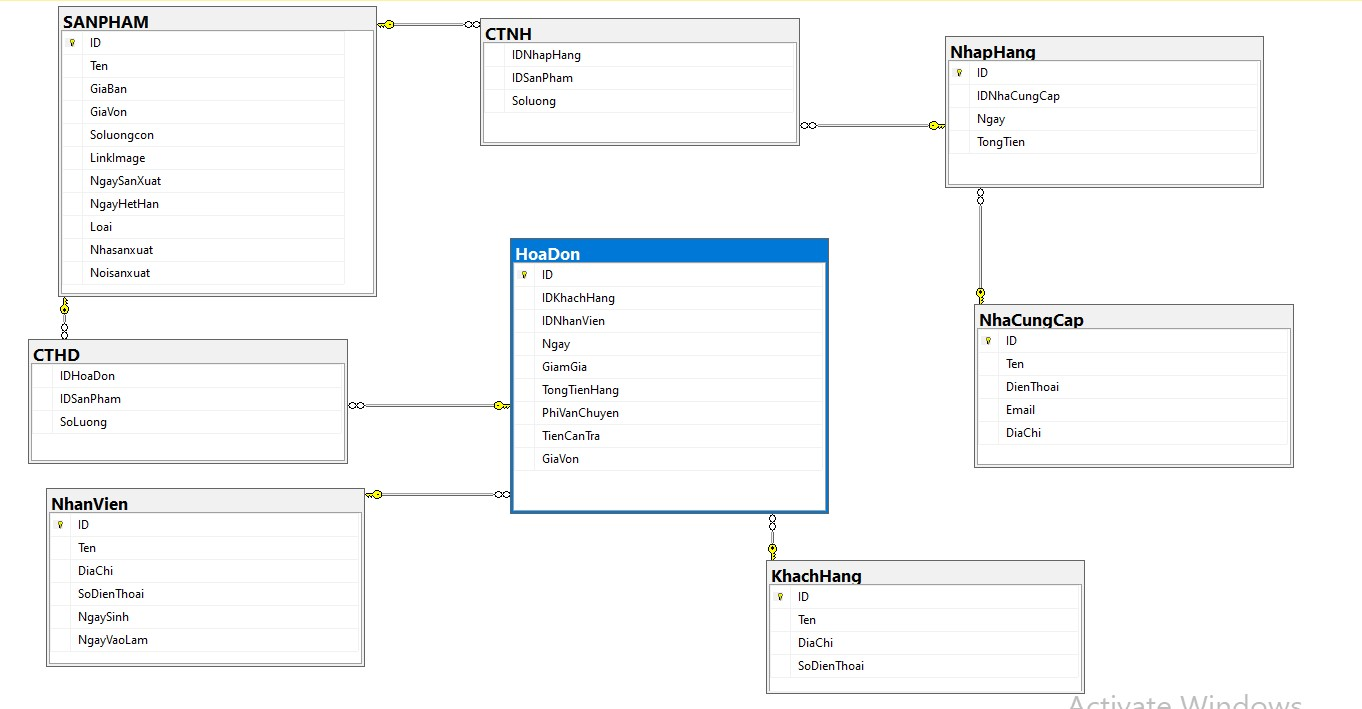 SANPHAM
ID
Ten
GiaBan
GiaVon
Soluongcon
LinkImage
NgaySanXuat
NgayHetHan
Loai
Nhasanxuat
Noisanxuat
CTNH
IDNhapHang
IDSanPham
Soluong
NhapHang
ID
IDNhaCungCap
Ngay
TongTien
HoaDon
ID
IDKhachHang
IDNhanVien
Ngay
GiamGia
TongTienHang
PhiVanChuyen
TienCanTra
GiaVon
NhaCungCap
ID
Ten
DienThoai
Email
DiaChi
CTHD
IDHoaDon
IDSanPham
SoLuong
NhanVien
ID
Ten
DiaChi
SoDienThoai
NgaySinh
NgayVaoLam
KhachHang
ID
Ten
DiaChi
SoDienThoai
Activate Windows